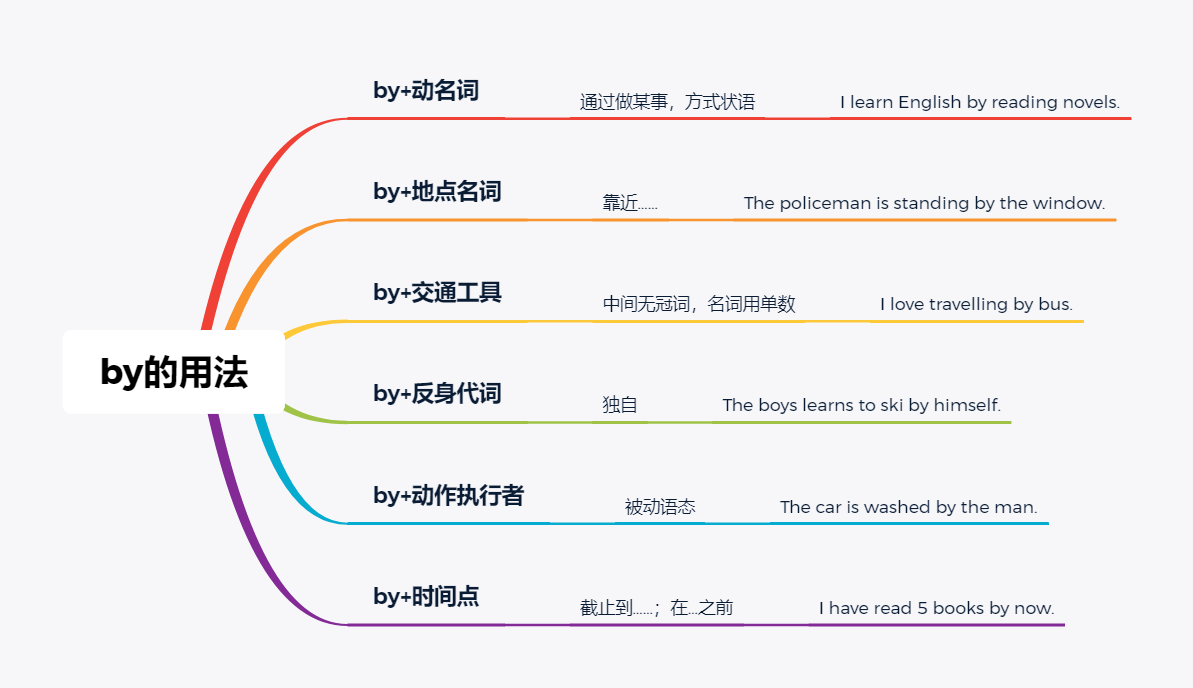 by+动名词 通过做某事，方式状语 I learn English by reading novels.
by+地点名词 靠近…… The policeman is standing by the window.
by+交通工具 中间无冠词，名词用单数 I love travelling by bus.
by的用法
by+反身代词 独自 The boys learns to ski by himself.
by+动作执行者 被动语态 The car is washed by the man.
by+时间点 截止到……；在…之前 I have read 5 books by now.